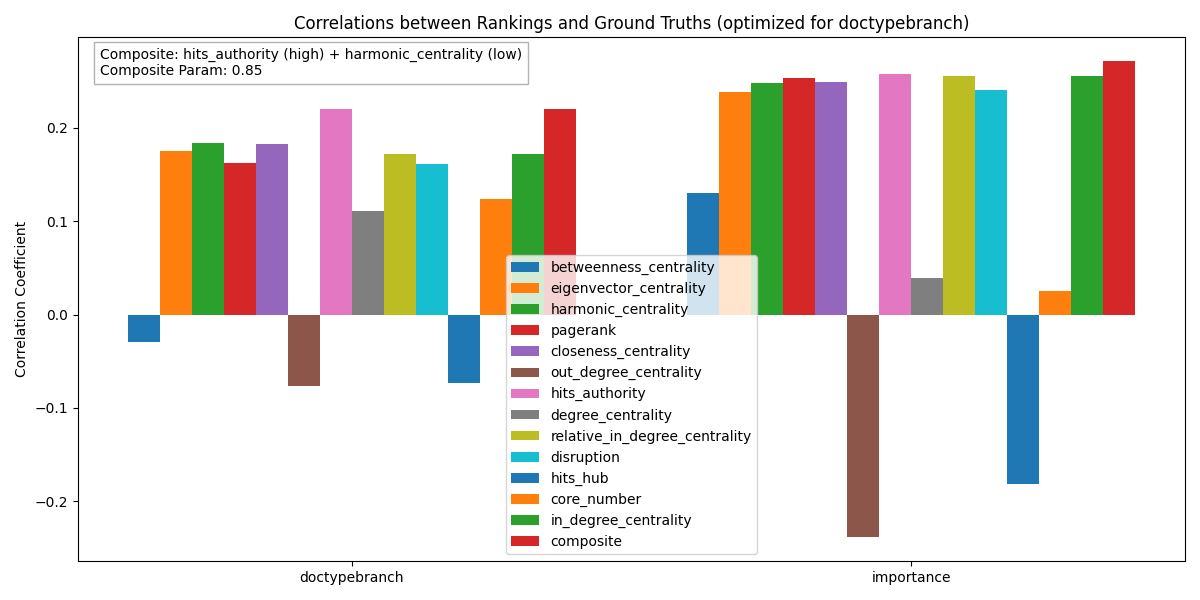 Correlations between Rankings and Ground Truths (optimized for doctypebranch)
Composite: hits_authority (high) + harmonic_centrality (low)
Composite Param: 0.85
Correlation Coefficient
0.2
0.1
0.0
−0.1
−0.2
betweenness_centrality
eigenvector_centrality
harmonic_centrality
pagerank
closeness_centrality
out_degree_centrality
hits_authority
degree_centrality
relative_in_degree_centrality
disruption
hits_hub
core_number
in_degree_centrality
composite
doctypebranch
importance